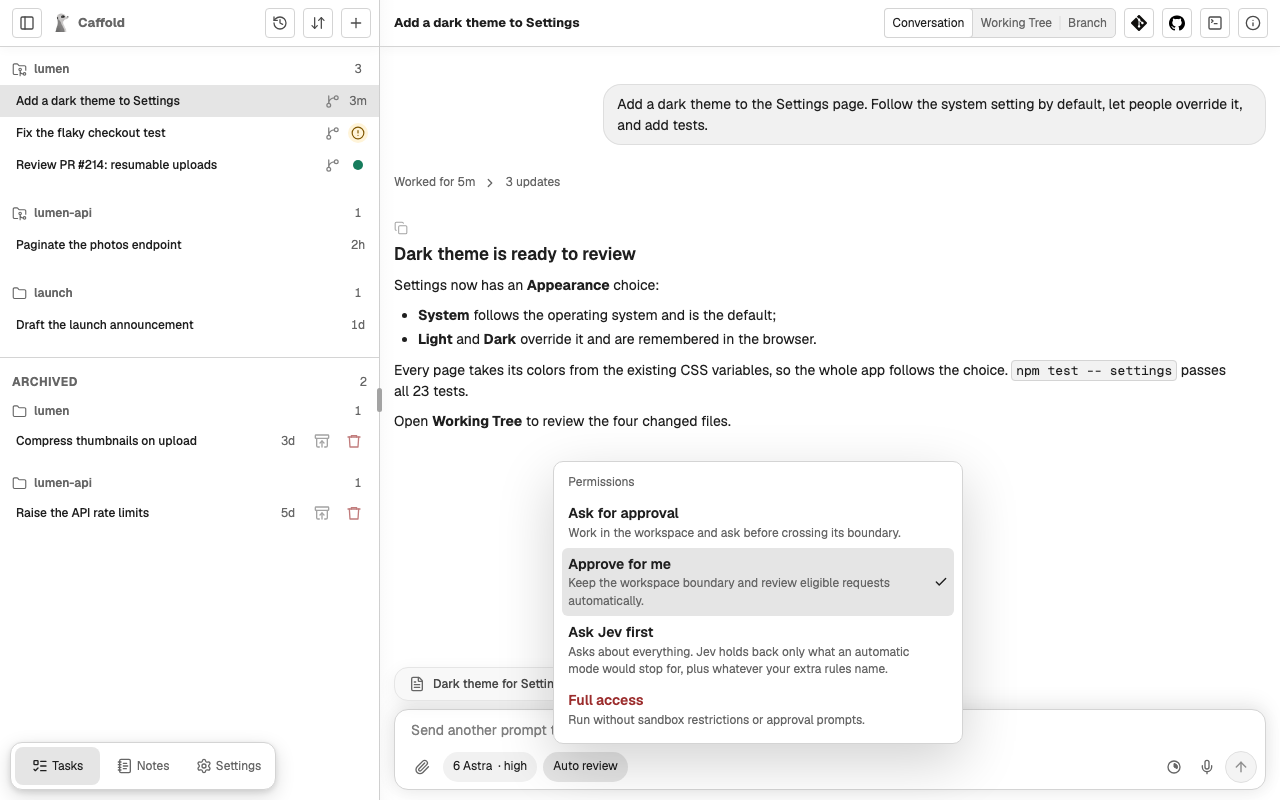 Caffold
lumen
3
Add a dark theme to Settings
3m
Fix the flaky checkout test
Review PR #214: resumable uploads
lumen-api
1
Paginate the photos endpoint
2h
launch
1
Draft the launch announcement
1d
ARCHIVED
2
lumen
1
Compress thumbnails on upload
3d
lumen-api
1
Raise the API rate limits
5d
Tasks
Notes
Settings
Add a dark theme to Settings
Conversation
Working Tree
Branch
Add a dark theme to the Settings page. Follow the system setting by default, let people override it,
and add tests.
Worked for 5m
3 updates
Dark theme is ready to review
Settings now has an Appearance choice:
• System follows the operating system and is the default;
• Light and Dark override it and are remembered in the browser.
Every page takes its colors from the existing CSS variables, so the whole app follows the choice. npm test -- settings passes
all 23 tests.
Open Working Tree to review the four changed files.
Permissions
Ask for approval
Work in the workspace and ask before crossing its boundary.
Approve for me
Keep the workspace boundary and review eligible requests
automatically.
Ask Jev first
Asks about everything. Jev holds back only what an automatic
mode would stop for, plus whatever your extra rules name.
Full access
Run without sandbox restrictions or approval prompts.
Dark theme for
Send another prompt
6 Astra · high
Auto review